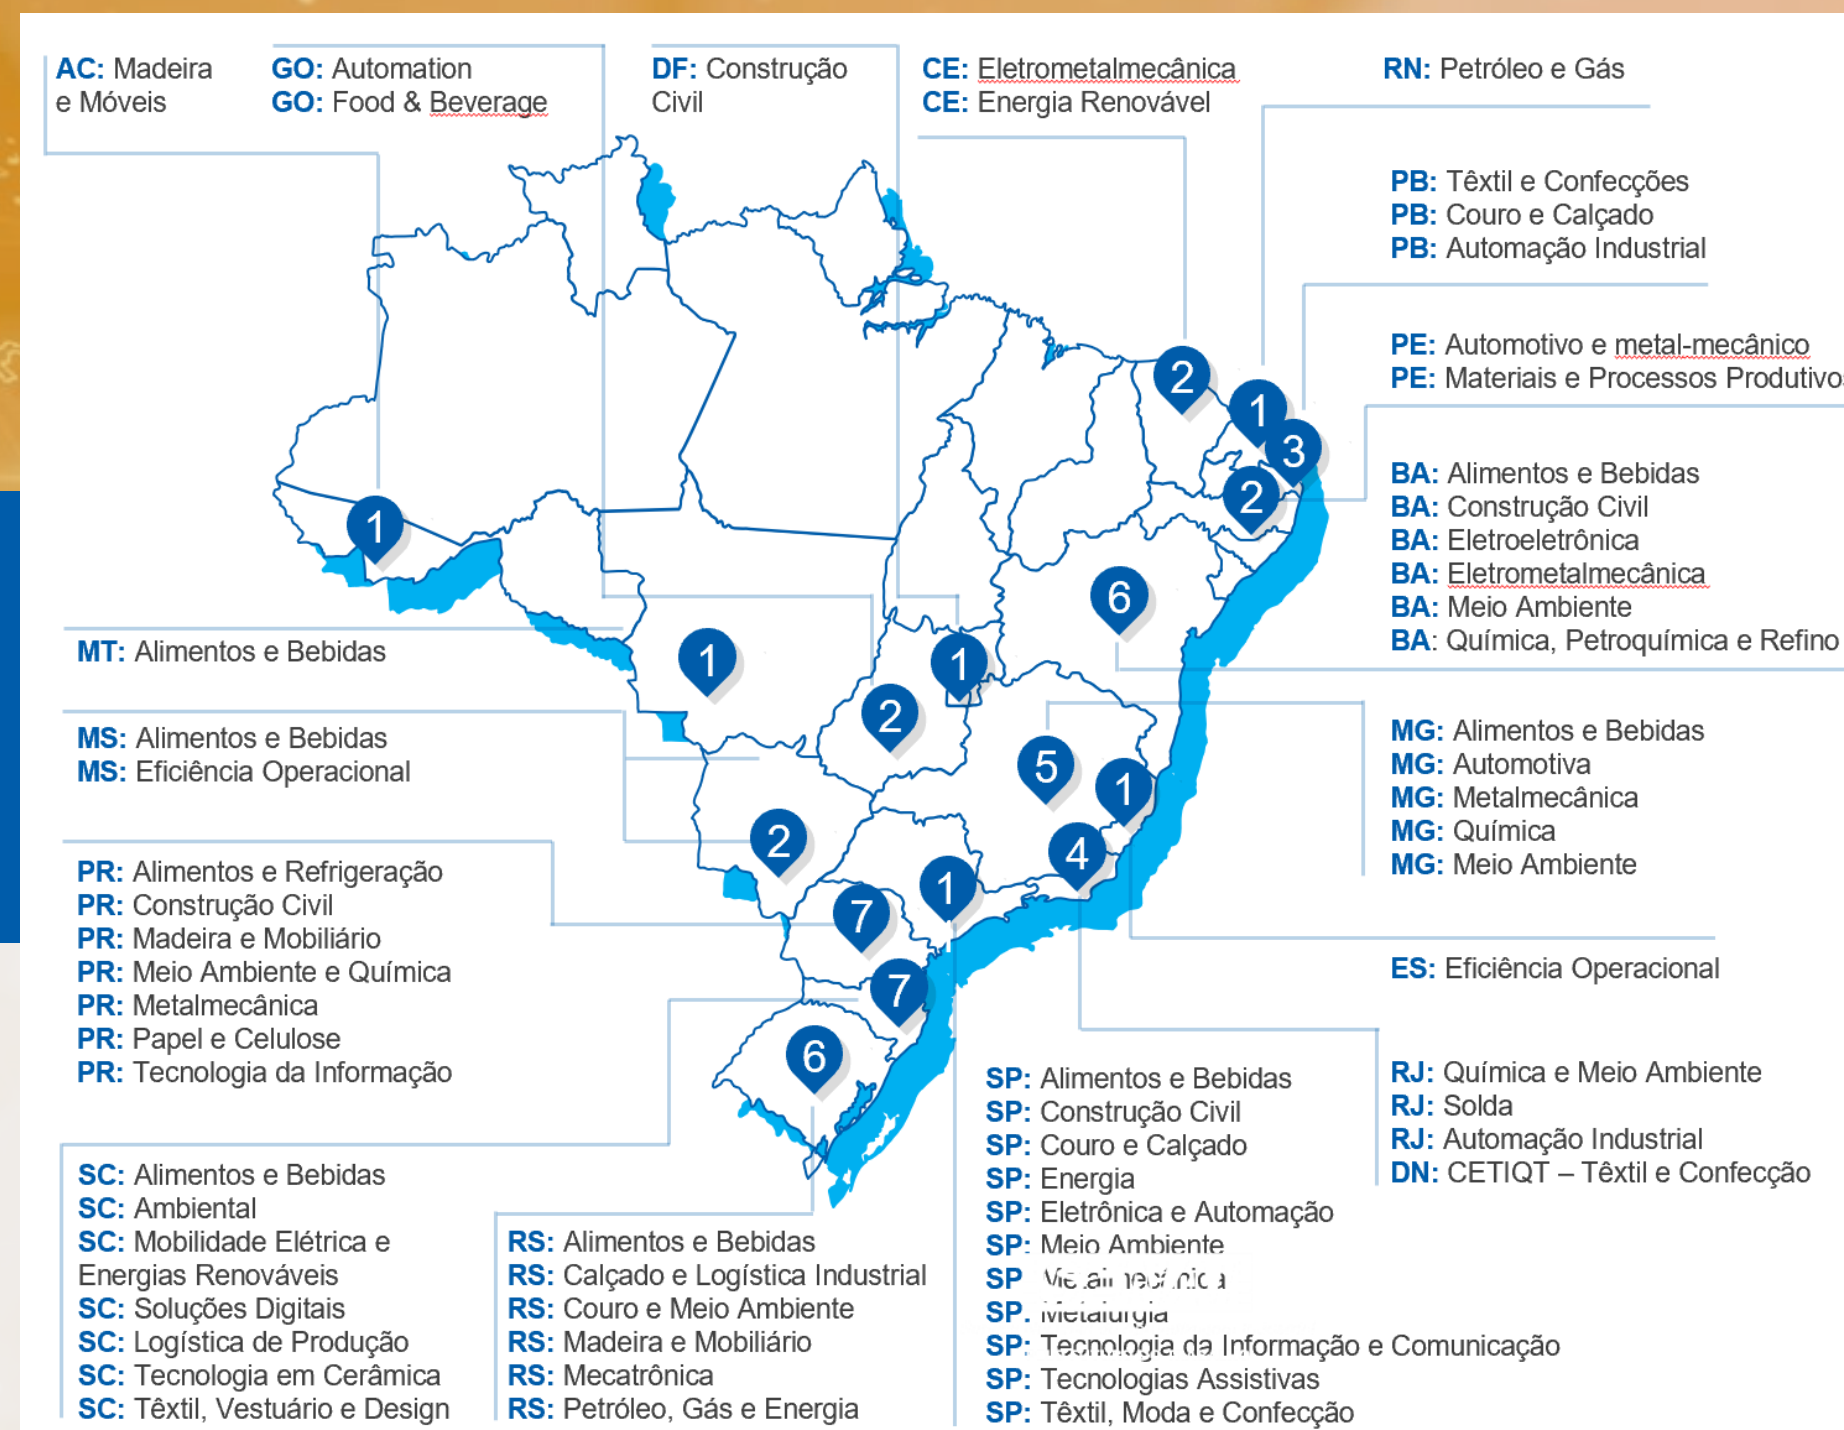 AC: Madeira
e Móveis
GO: Automation
GO: Food & Beverage
DF: Construção
Civil
CE: Eletrometalmecânica
CE: Energia Renovável
RN: Petróleo e Gás
PB: Têxtil e Confecções
PB: Couro e Calçado
PB: Automação Industrial
PE: Automotivo e metal-mecânico
PE: Materiais e Processos Produtivos
BA: Alimentos e Bebidas
BA: Construção Civil
BA: Eletroeletrônica
BA: Eletrometalmecânica
BA: Meio Ambiente
BA: Química, Petroquímica e Refino
2
1
3
2
1
6
1
1
2
5
1
2
4
1
7
7
6
MT: Alimentos e Bebidas
MS: Alimentos e Bebidas
MS: Eficiência Operacional
MG: Alimentos e Bebidas
MG: Automotiva
MG: Metalmecânica
MG: Química
MG: Meio Ambiente
PR: Alimentos e Refrigeração
PR: Construção Civil
PR: Madeira e Mobiliário
PR: Meio Ambiente e Química
PR: Metalmecânica
PR: Papel e Celulose
PR: Tecnologia da Informação
ES: Eficiência Operacional
RJ: Química e Meio Ambiente
RJ: Solda
RJ: Automação Industrial
DN: CETIQT – Têxtil e Confecção
SC: Alimentos e Bebidas
SC: Ambiental
SC: Mobilidade Elétrica e
Energias Renováveis
SC: Soluções Digitais
SC: Logística de Produção
SC: Tecnologia em Cerâmica
SC: Têxtil, Vestuário e Design
RS: Alimentos e Bebidas
RS: Calçado e Logística Industrial
RS: Couro e Meio Ambiente
RS: Madeira e Mobiliário
RS: Mecatrônica
RS: Petróleo, Gás e Energia
SP: Alimentos e Bebidas
SP: Construção Civil
SP: Couro e Calçado
SP: Energia
SP: Eletrônica e Automação
SP: Meio Ambiente
SP Metalmecânica
SP. Metalurgia
SP: Tecnologia da Informação e Comunicação
SP: Tecnologias Assistivas
SP: Têxtil, Moda e Confecção